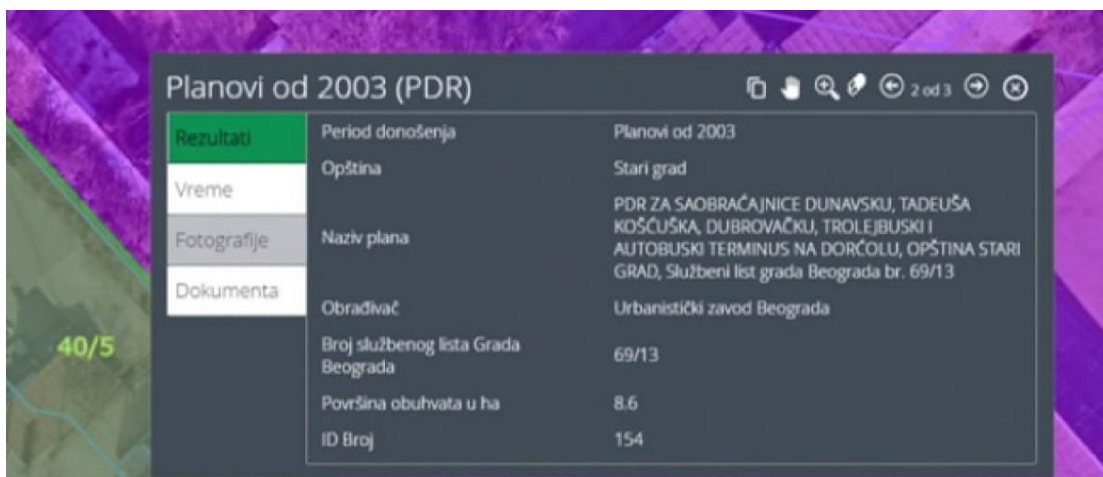 Planovi od 2003 (PDR)
2 od 3
Rezultati
Vreme
Fotografije
Dokumenta
Period donošenja
Planovi od 2003
Opština
Stari grad
Naziv plana
PDR ZA SAOBRAĆAJNICE DUNAVSKU, TADEUŠA
KOŠĆUŠKA, DUBROVAČKU, TROLEJBUSKI I
AUTOBUSKI TERMINUS NA DORĆOLU, OPŠTINA STARI
GRAD, Službeni list grada Beograda br. 69/13
Obrađivač
Urbanistički zavod Beograda
Broj službenog lista Grada
Beograda
69/13
Površina obuhvata u ha
8.6
ID Broj
154
40/5